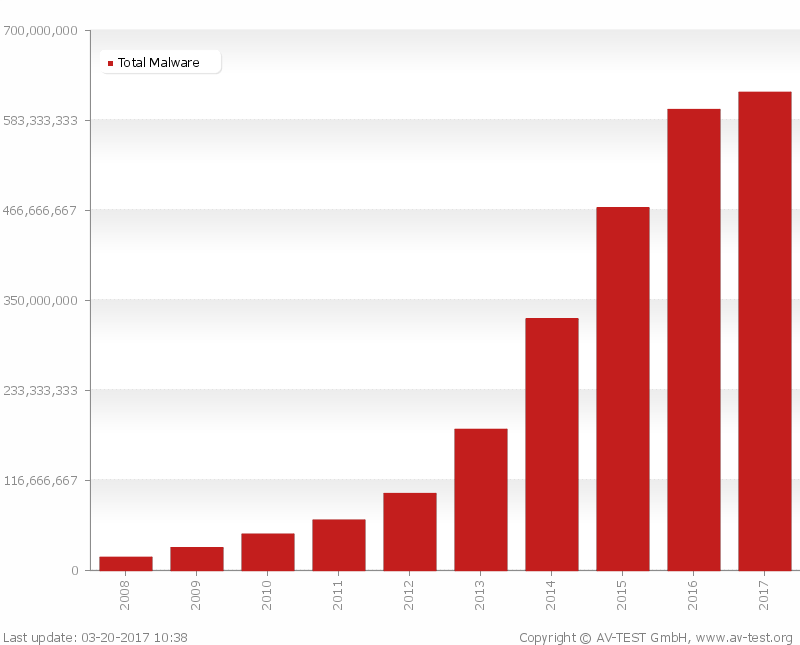 700,000,000
Total Malware
583,333,333
466,666,667
350,000,000
233,333,333
116,666,667
0
2008 2009 2010 2011 2012 2013 2014 2015 2016 2017
Last update: 03-20-2017 10:38 Copyright © AV-TEST GmbH, www.av-test.org